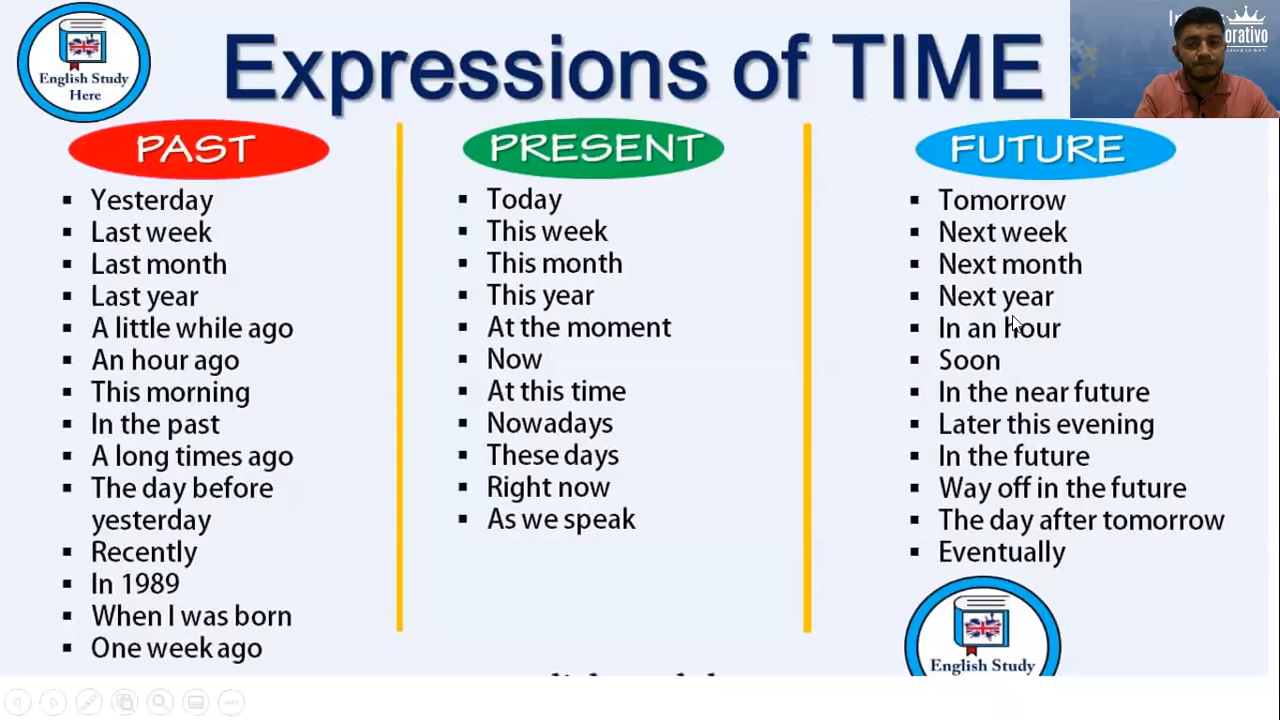 English Study
Here
Expressions of TIME
orativo
PAST
Yesterday
Last week
Last month
Last year
A little while ago
An hour ago
This morning
In the past
A long times ago
The day before
yesterday
Recently
In 1989
When I was born
One week ago
PRESENT
Today
This week
This month
This year
At the moment
Now
At this time
Nowadays
These days
Right now
As we speak
FUTURE
Tomorrow
Next week
Next month
Next year
In an hour
Soon
In the near future
Later this evening
In the future
Way off in the future
The day after tomorrow
Eventually
English Study